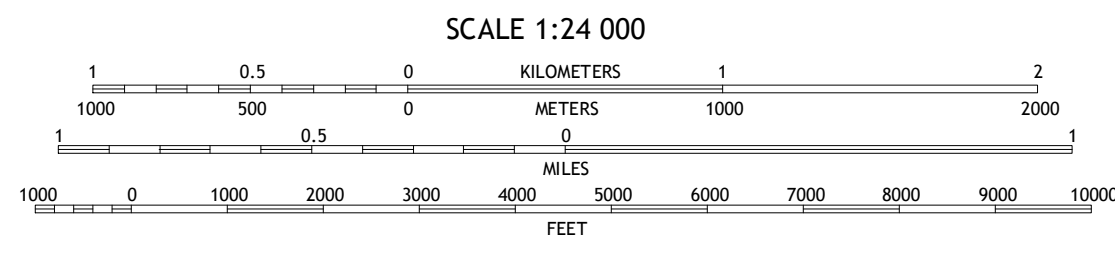 SCALE 1:24 000
1 0.5 0 KILOMETERS 1 2
1000 500 0 METERS 1000 2000
1 0.5 0 1
MILES
1000 0 1000 2000 3000 4000 5000 6000 7000 8000 9000 10000
FEET